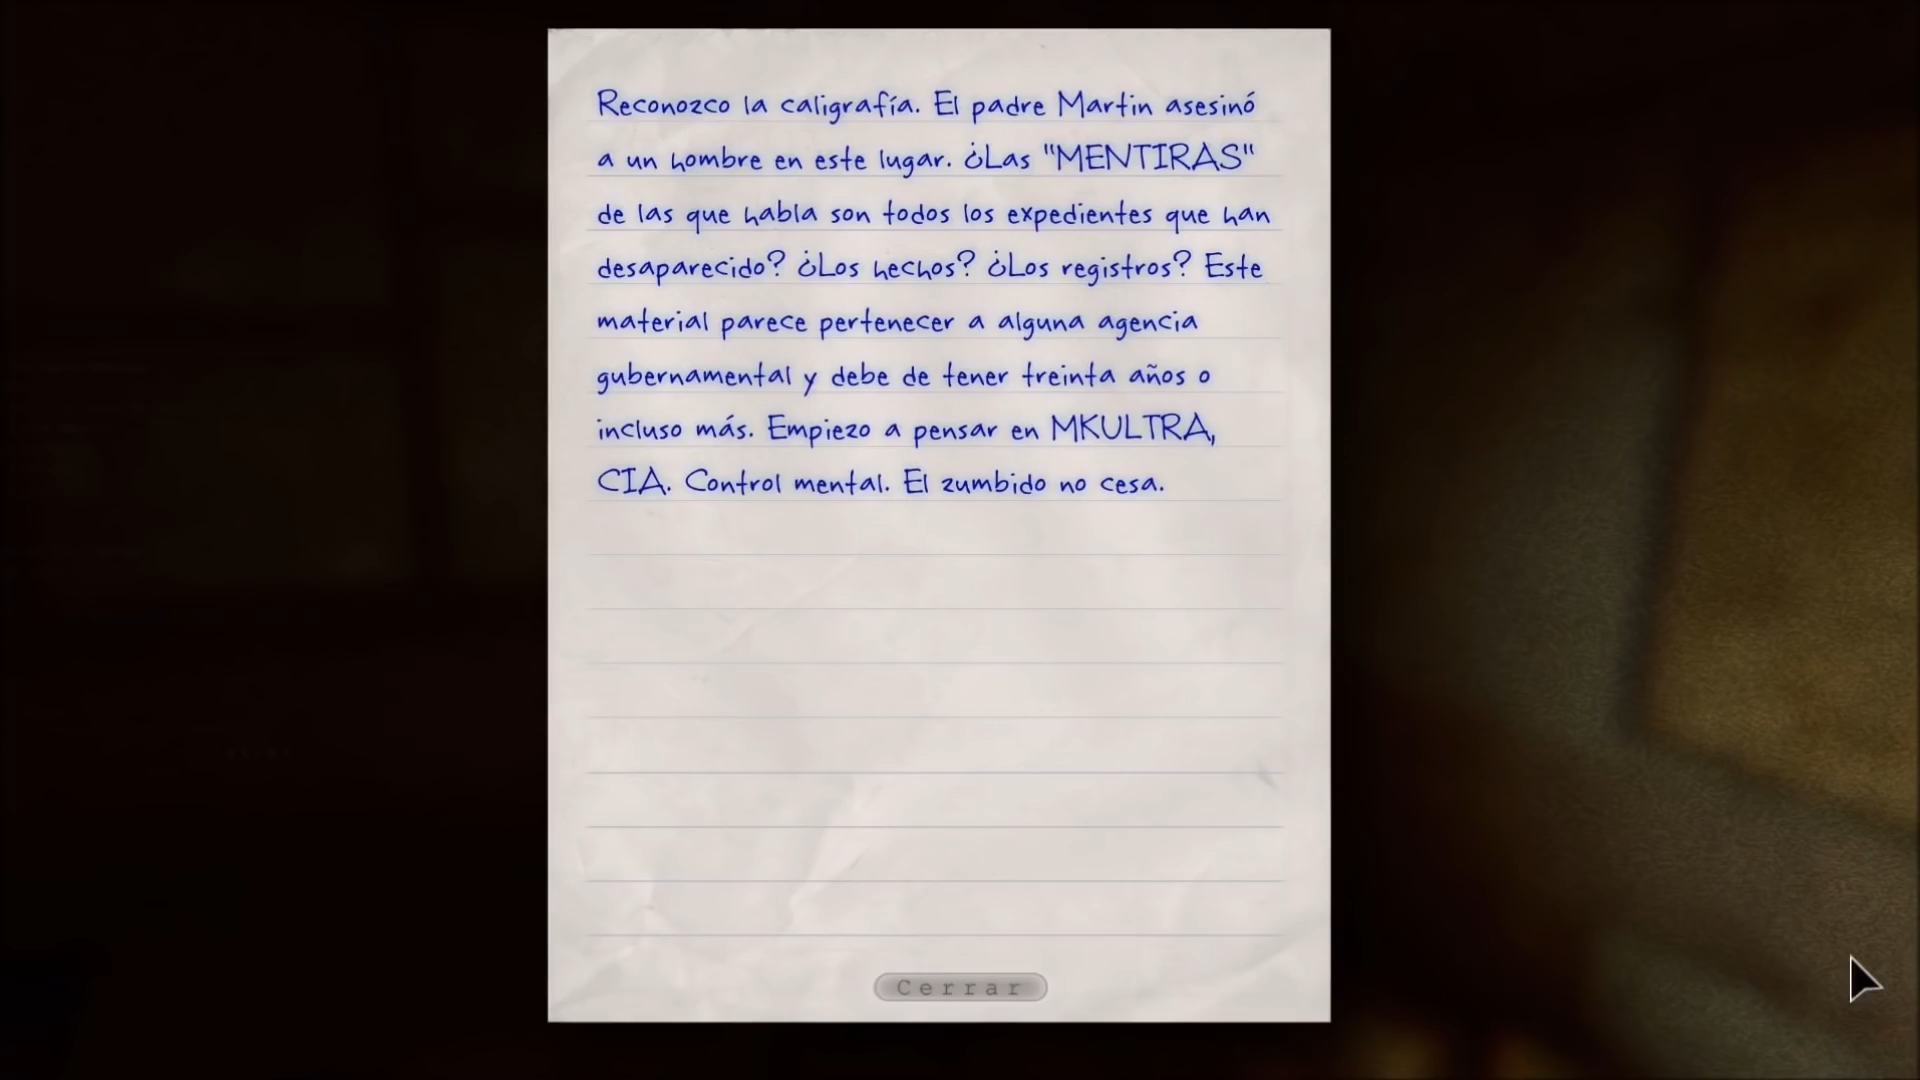 Reconozco la caligrafía. El padre Martin asesinó
a un hombre en este lugar. ¿Las "MENTIRAS"
de las que habla son todos los expedientes que han
desaparecido? ¿Los hechos? ¿Los registros? Este
material parece pertenecer a alguna agencia
gubernamental y debe de tener treinta años o
incluso más. Empiezo a pensar en MKULTRA,
CIA. Control mental. El zumbido no cesa.
Cerrar